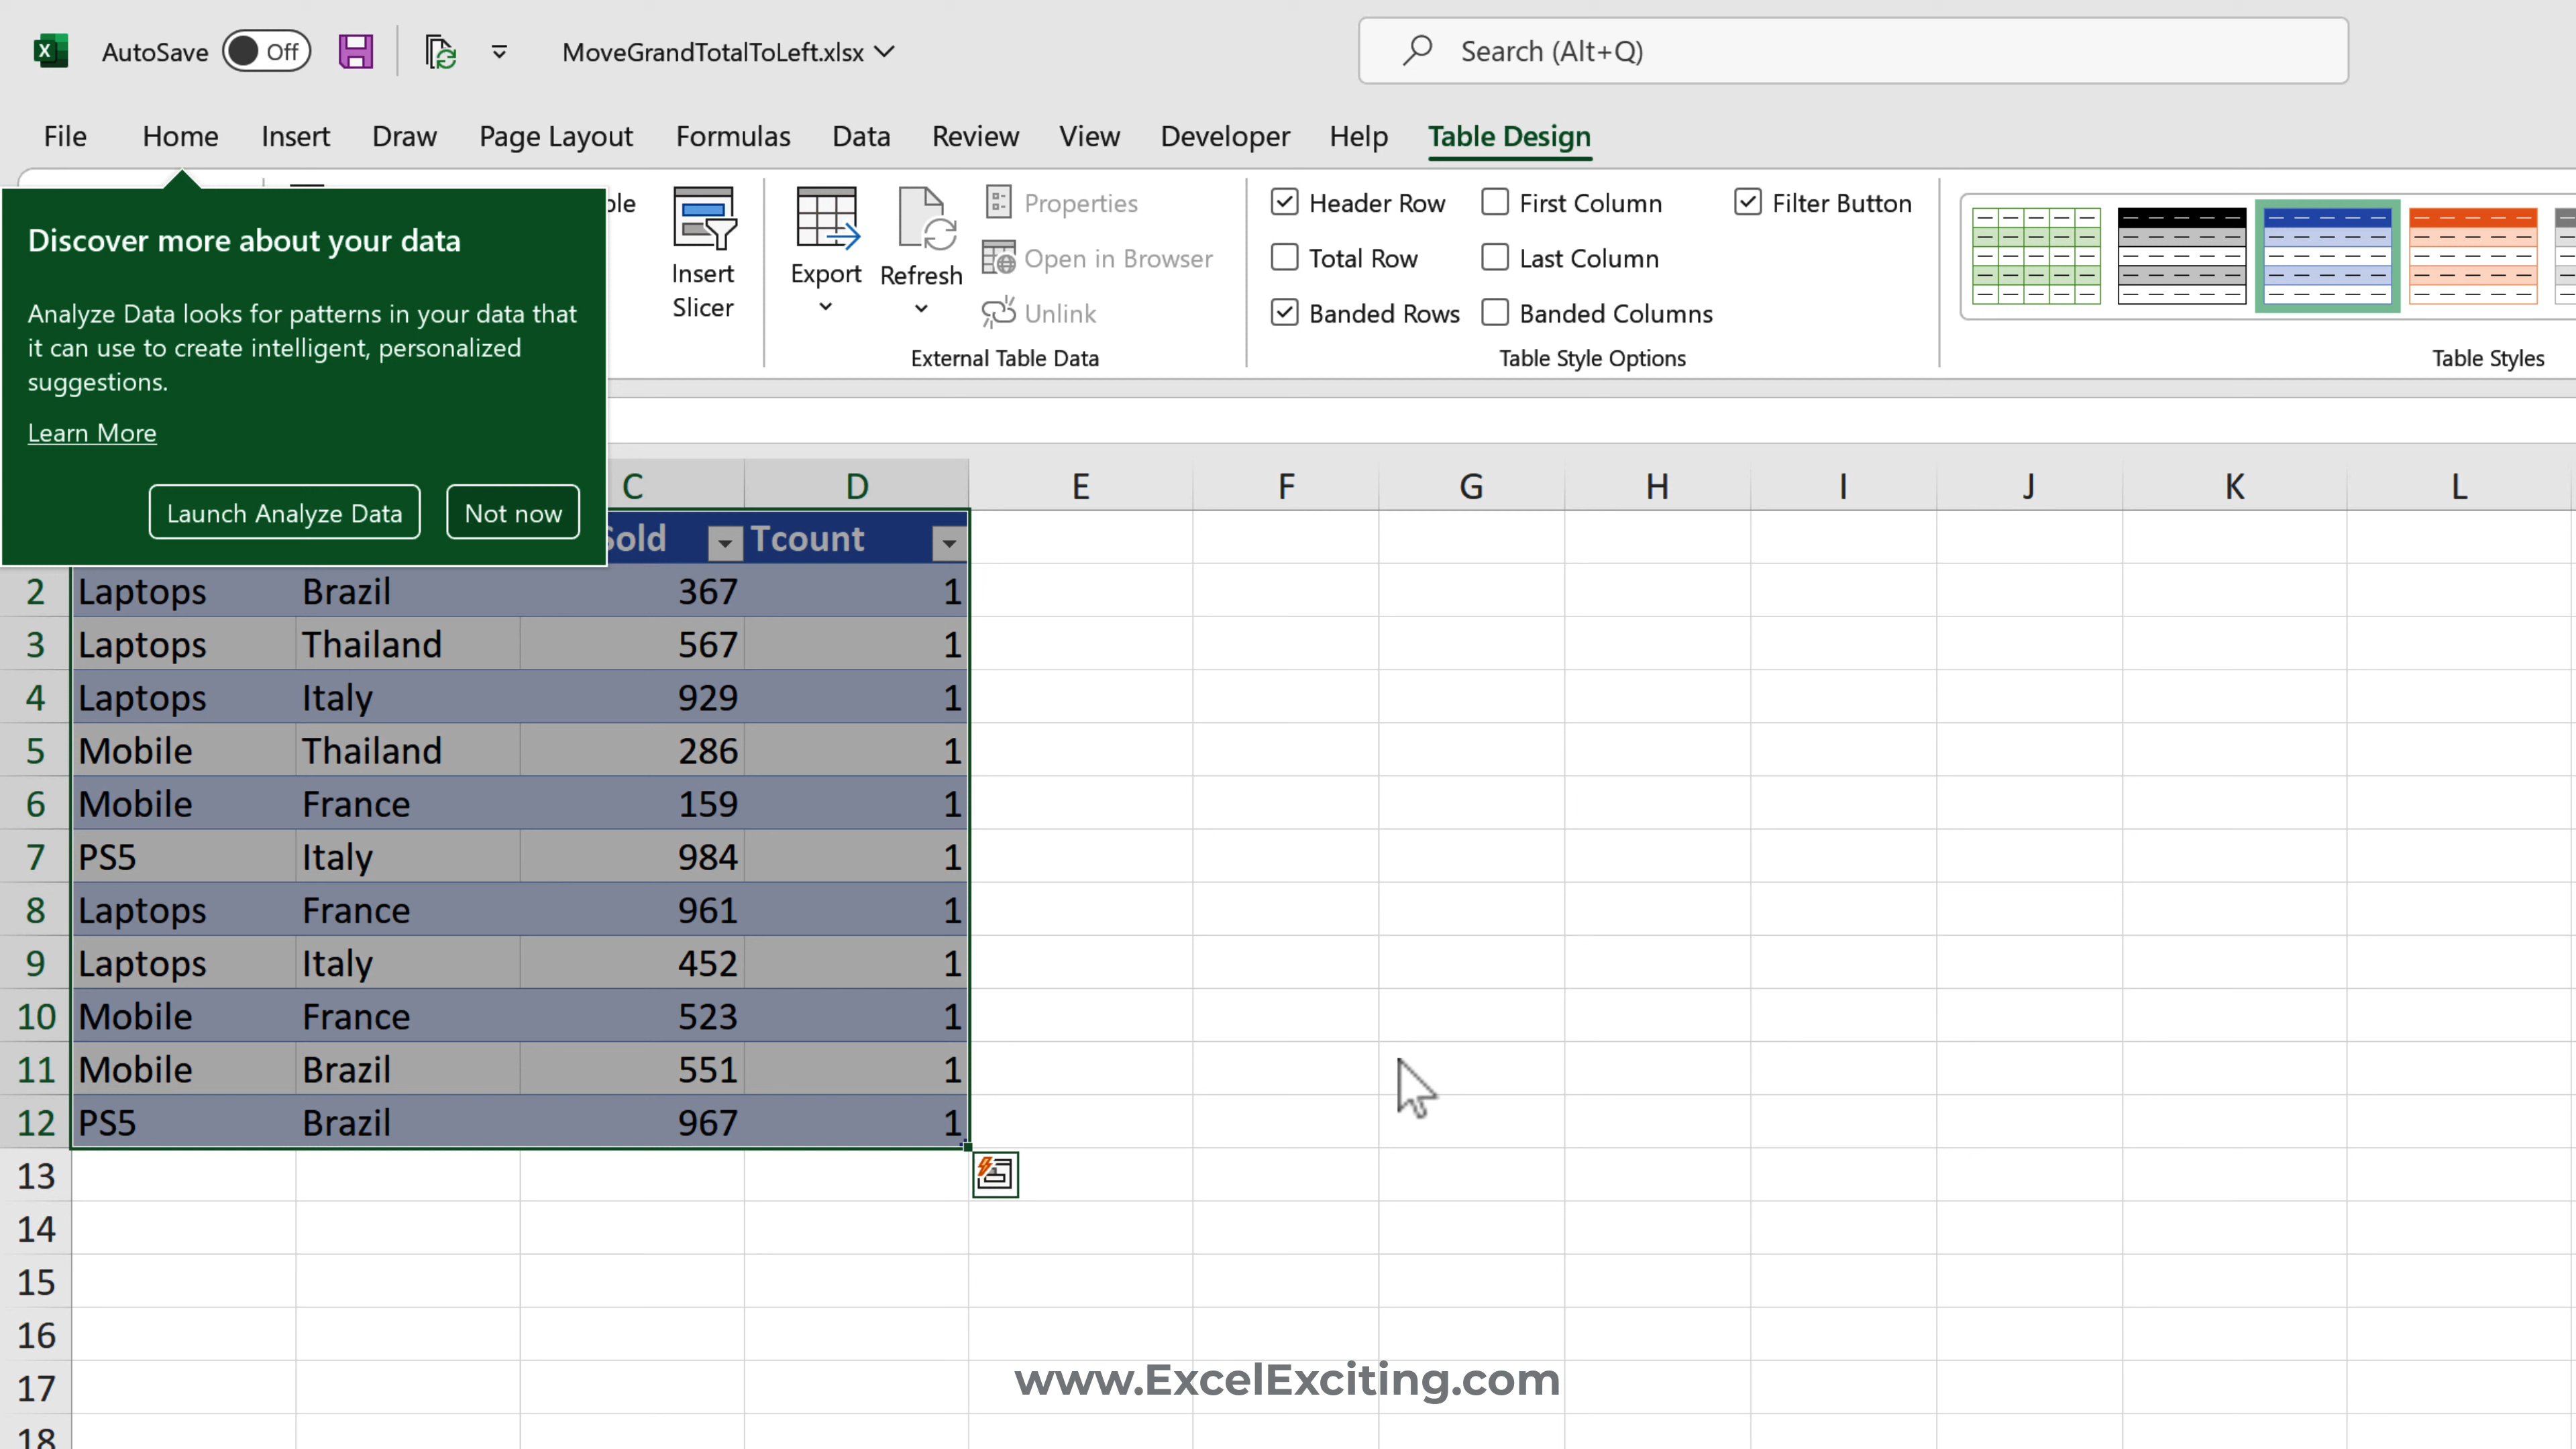 AutoSave Off MoveGrandTotalToLeft.xlsx Search (Alt+Q)
File Home Insert Draw Page Layout Formulas Data Review View Developer Help Table Design
Discover more about your data
Analyze Data looks for patterns in your data that
it can use to create intelligent, personalized
suggestions.
Learn More
Launch Analyze Data Not now
Insert
Slicer
Export Refresh
Properties
Open in Browser
Unlink
External Table Data
Header Row First Column Filter Button
Total Row Last Column
Banded Rows Banded Columns
Table Style Options
Table Styles
C D E F G H I J K L
Sold Tcount
2 Laptops Brazil 367 1
3 Laptops Thailand 567 1
4 Laptops Italy 929 1
5 Mobile Thailand 286 1
6 Mobile France 159 1
7 PS5 Italy 984 1
8 Laptops France 961 1
9 Laptops Italy 452 1
10 Mobile France 523 1
11 Mobile Brazil 551 1
12 PS5 Brazil 967 1
13
14
15
16
17
18
www.ExcelExciting.com